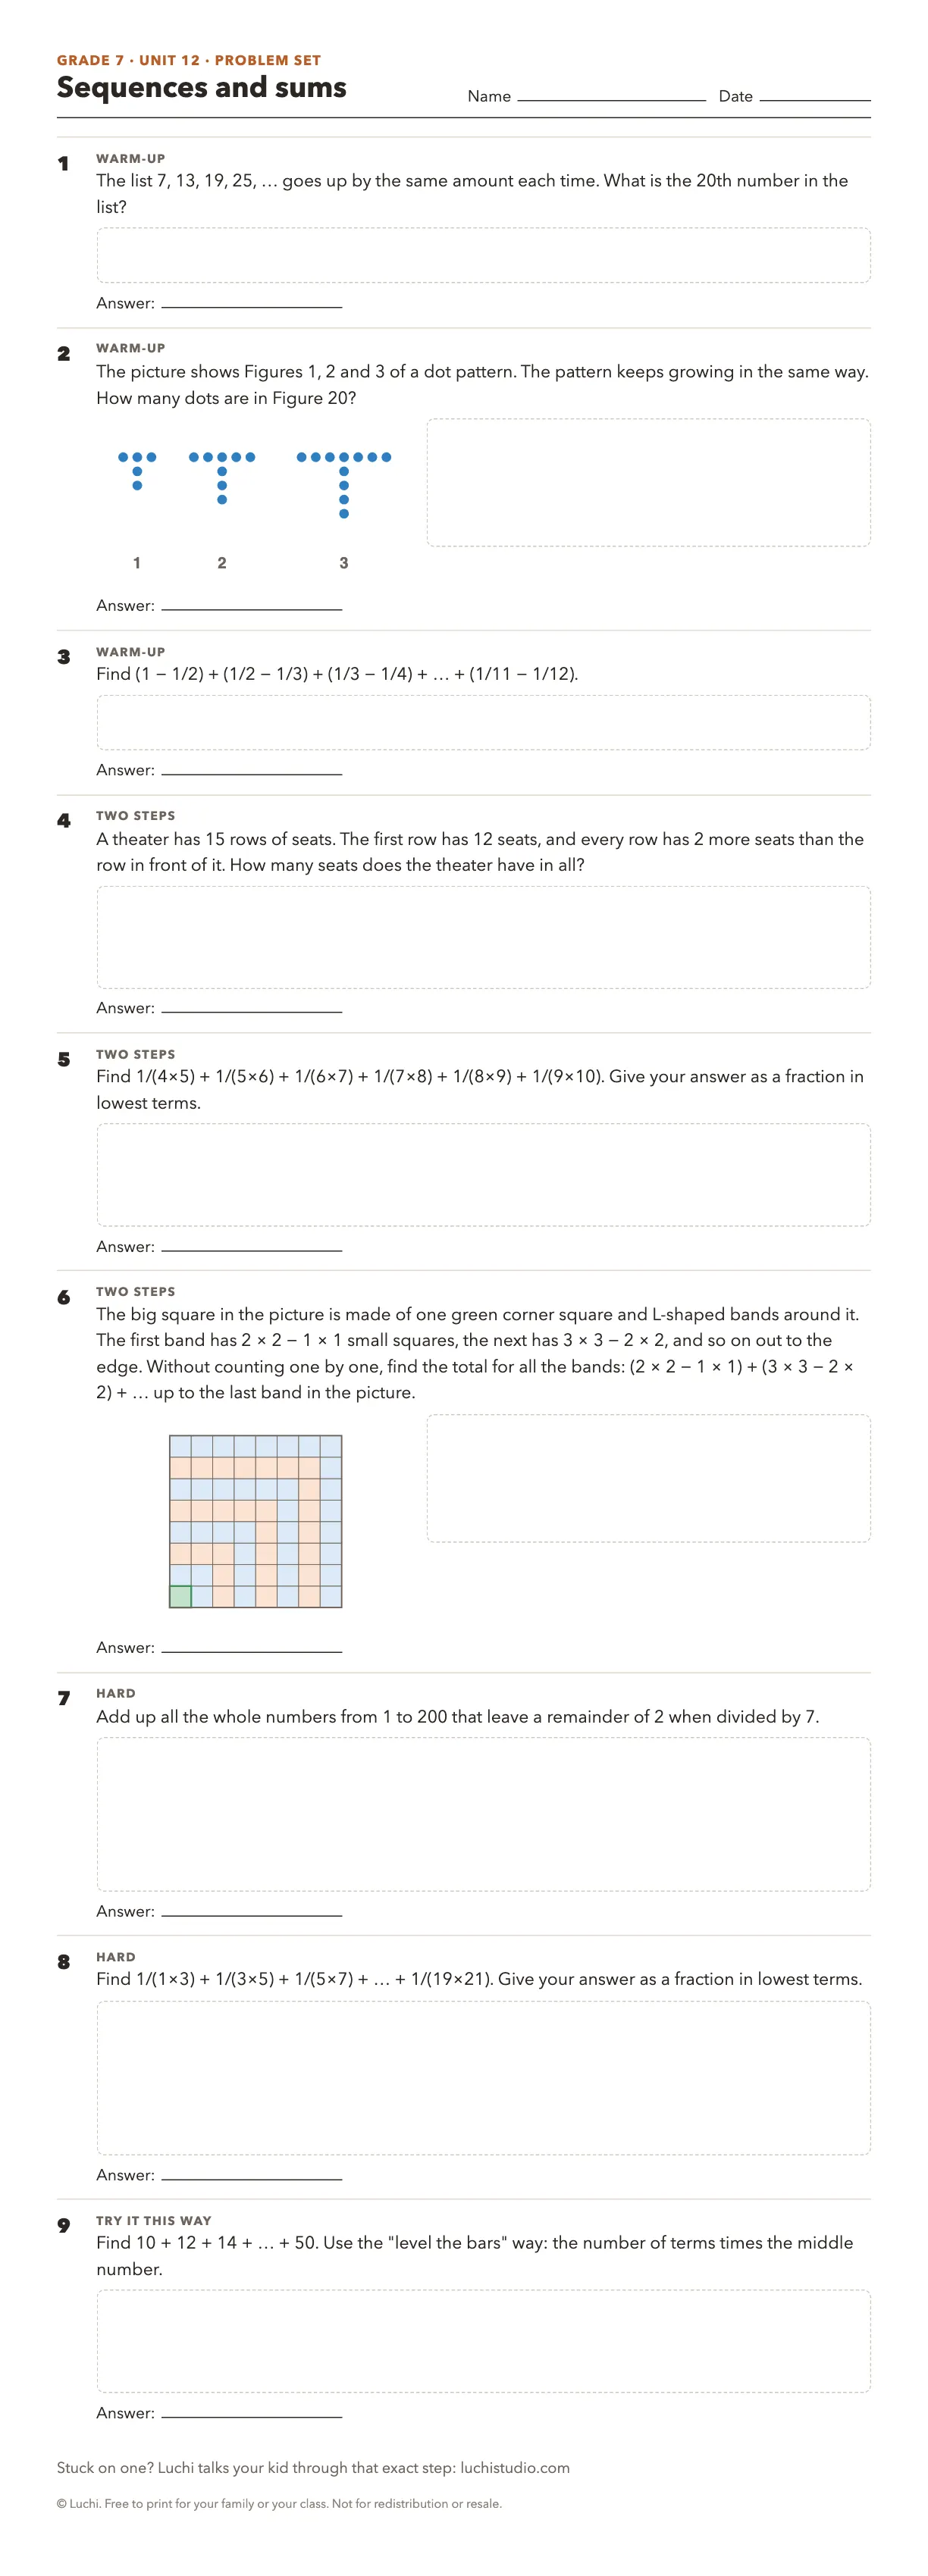 GRADE 7 · UNIT 12 · PROBLEM SET
Sequences and sums
Name
Date
1
WARM-UP
The list 7, 13, 19, 25, … goes up by the same amount each time. What is the 20th number in the
list?
Answer:
2
WARM-UP
The picture shows Figures 1, 2 and 3 of a dot pattern. The pattern keeps growing in the same way.
How many dots are in Figure 20?
1
2
3
Answer:
3
WARM-UP
Find (1 − 1/2) + (1/2 − 1/3) + (1/3 − 1/4) + … + (1/11 − 1/12).
Answer:
4
TWO STEPS
A theater has 15 rows of seats. The first row has 12 seats, and every row has 2 more seats than the
row in front of it. How many seats does the theater have in all?
Answer:
5
TWO STEPS
Find 1/(4×5) + 1/(5×6) + 1/(6×7) + 1/(7×8) + 1/(8×9) + 1/(9×10). Give your answer as a fraction in
lowest terms.
Answer:
6
TWO STEPS
The big square in the picture is made of one green corner square and L-shaped bands around it.
The first band has 2 × 2 − 1 × 1 small squares, the next has 3 × 3 − 2 × 2, and so on out to the
edge. Without counting one by one, find the total for all the bands: (2 × 2 − 1 × 1) + (3 × 3 − 2 ×
2) + … up to the last band in the picture.
Answer:
7
HARD
Add up all the whole numbers from 1 to 200 that leave a remainder of 2 when divided by 7.
Answer:
8
HARD
Find 1/(1×3) + 1/(3×5) + 1/(5×7) + … + 1/(19×21). Give your answer as a fraction in lowest terms.
Answer:
9
TRY IT THIS WAY
Find 10 + 12 + 14 + … + 50. Use the "level the bars" way: the number of terms times the middle
number.
Answer:
Stuck on one? Luchi talks your kid through that exact step: luchistudio.com
© Luchi. Free to print for your family or your class. Not for redistribution or resale.